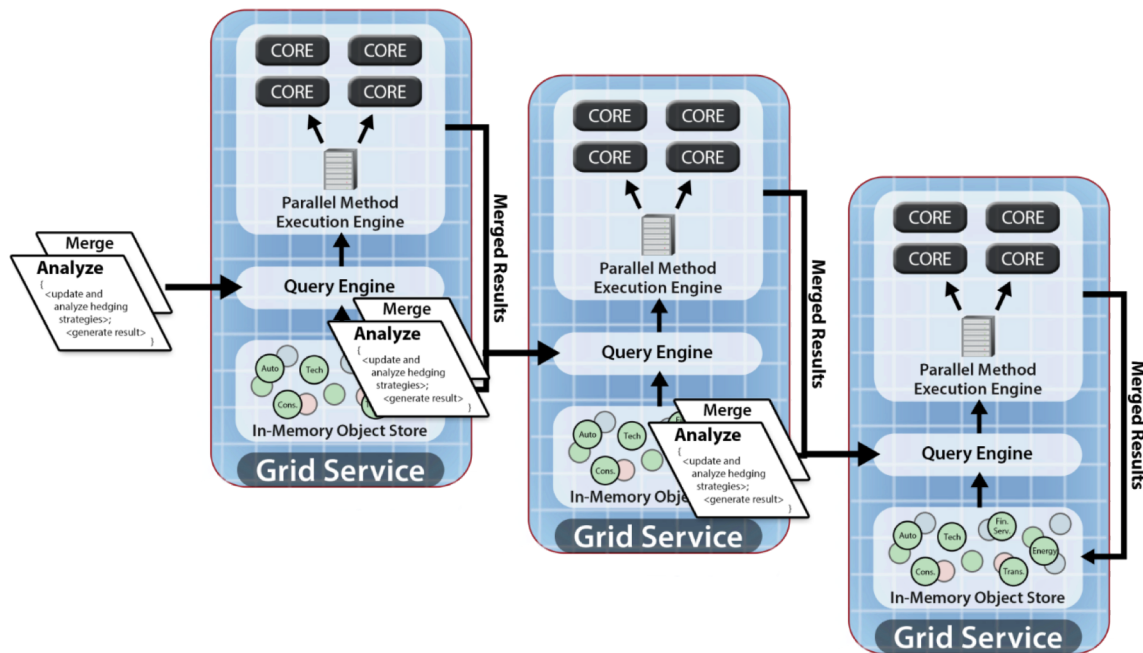 CORE CORE
CORE CORE
Parallel Method
Execution Engine
Merged Results
Merge
Analyze
{
<update and
analyze hedging
strategies>;
<generate result>
}
Query Engine
Auto
Tech
Cons.
In-Memory Object Store
Grid Service
CORE CORE
CORE CORE
Parallel Method
Execution Engine
Merged Results
Merge
Analyze
{
<update and
analyze hedging
strategies>;
<generate result>
}
Query Engine
Auto
Tech
Cons.
Grid Service
CORE CORE
CORE CORE
Parallel Method
Execution Engine
Merged Results
Merge
Analyze
{
<update and
analyze hedging
strategies>;
<generate result>
}
Query Engine
Auto
Tech
Fin.
Serv.
Energy
Cons.
Trans.
In-Memory Object Store
Grid Service